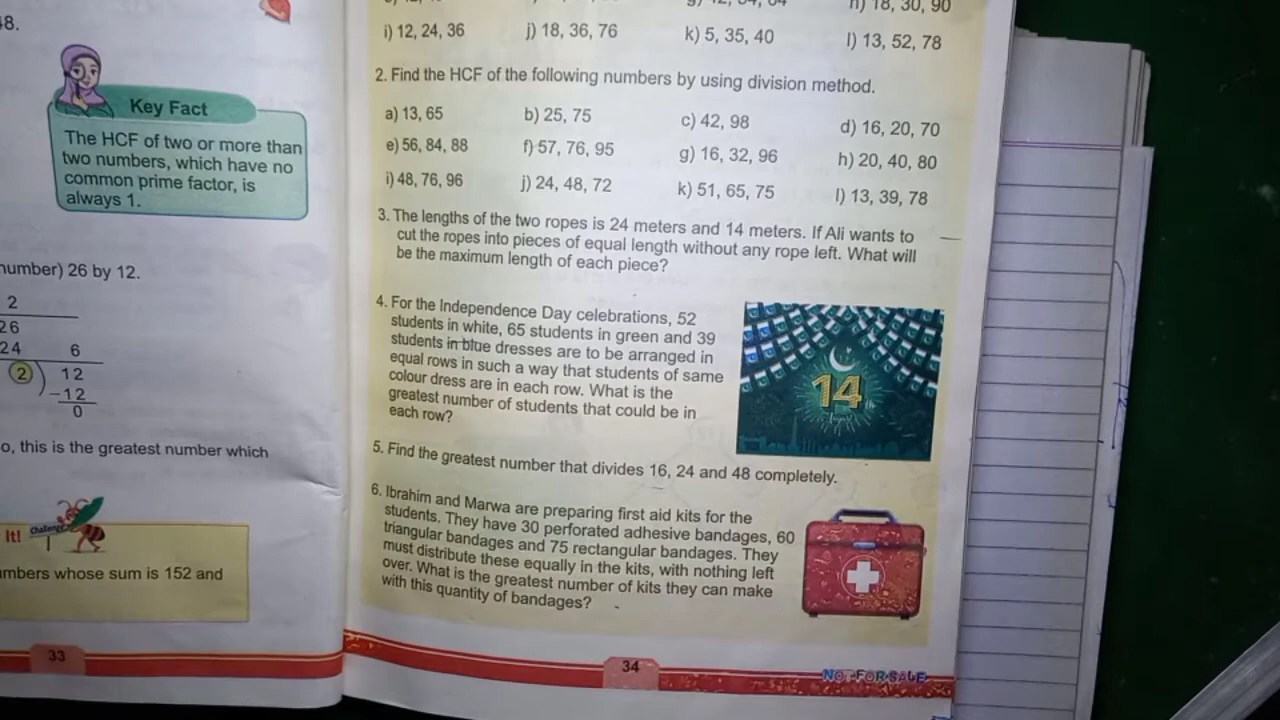 48.
Key Fact
The HCF of two or more than
two numbers, which have no
common prime factor, is
always 1.
number) 26 by 12.
2
26
24 6
2 ) 12
−12
0
o, this is the greatest number which
It! Challenge
umbers whose sum is 152 and
33
h) 18, 30, 90
i) 12, 24, 36 j) 18, 36, 76 k) 5, 35, 40 l) 13, 52, 78
2. Find the HCF of the following numbers by using division method.
a) 13, 65 b) 25, 75 c) 42, 98 d) 16, 20, 70
e) 56, 84, 88 f) 57, 76, 95 g) 16, 32, 96 h) 20, 40, 80
i) 48, 76, 96 j) 24, 48, 72 k) 51, 65, 75 l) 13, 39, 78
3. The lengths of the two ropes is 24 meters and 14 meters. If Ali wants to
cut the ropes into pieces of equal length without any rope left. What will
be the maximum length of each piece?
4. For the Independence Day celebrations, 52
students in white, 65 students in green and 39
students in blue dresses are to be arranged in
equal rows in such a way that students of same
colour dress are in each row. What is the
greatest number of students that could be in
each row?
14
5. Find the greatest number that divides 16, 24 and 48 completely.
6. Ibrahim and Marwa are preparing first aid kits for the
students. They have 30 perforated adhesive bandages, 60
triangular bandages and 75 rectangular bandages. They
must distribute these equally in the kits, with nothing left
over. What is the greatest number of kits they can make
with this quantity of bandages?
34
NOT FOR SALE